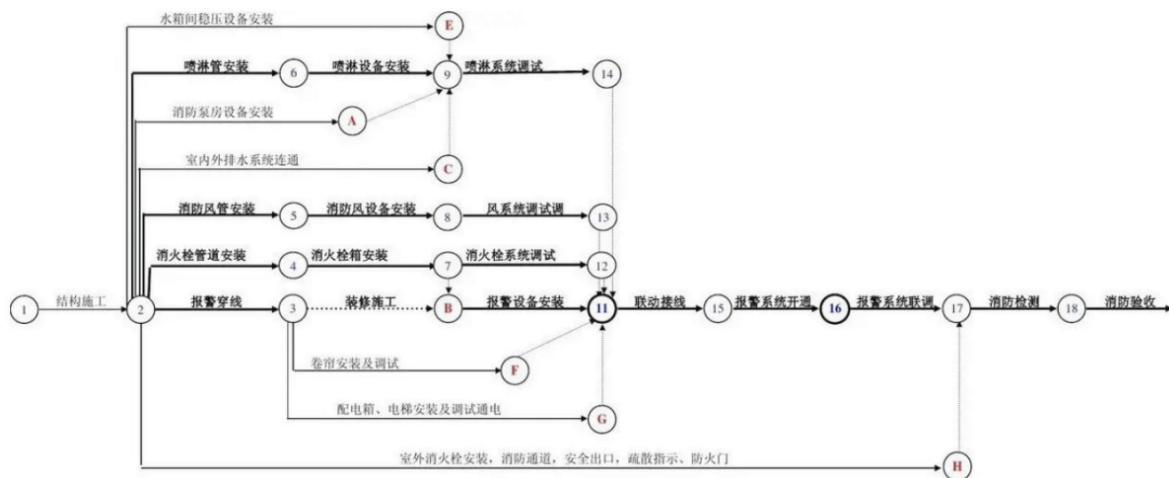 水箱间稳压设备安装
E
喷淋管安装
6
喷淋设备安装
9
喷淋系统调试
14
消防泵房设备安装
A
室内外排水系统连通
C
消防风管安装
5
消防风设备安装
8
风系统调试调
13
消火栓管道安装
4
消火栓箱安装
7
消火栓系统调试
12
1
结构施工
2
报警穿线
3
装修施工
B
报警设备安装
11
联动接线
15
报警系统开通
16
报警系统联调
17
消防检测
18
消防验收
卷帘安装及调试
F
配电箱、电梯安装及调试通电
G
室外消火栓安装，消防通道，安全出口，疏散指示、防火门
H